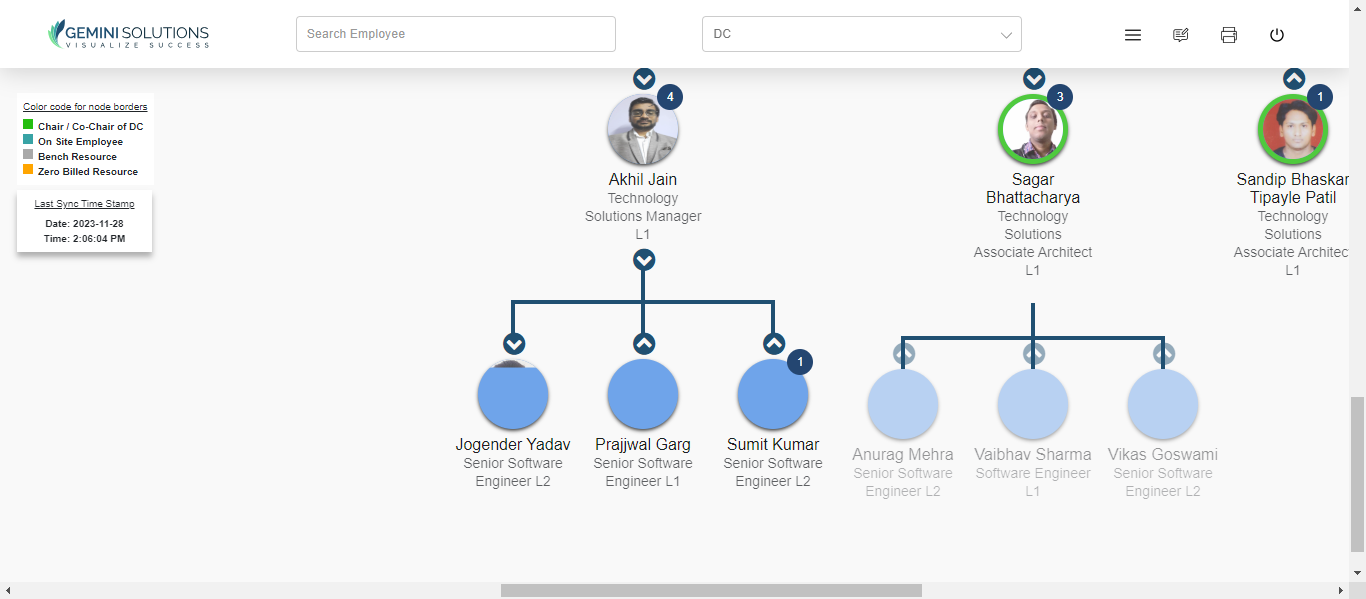 GEMINI SOLUTIONS
VISUALIZE SUCCESS
Search Employee
DC
Color code for node borders
Chair / Co-Chair of DC
On Site Employee
Bench Resource
Zero Billed Resource
Last Sync Time Stamp
Date: 2023-11-28
Time: 2:06:04 PM
4
Akhil Jain
Technology
Solutions Manager
L1
3
Sagar
Bhattacharya
Technology
Solutions
Associate Architect
L1
1
Sandip Bhaskar
Tipayle Patil
Technology
Solutions
Associate Architec
L1
Jogender Yadav
Senior Software
Engineer L2
Prajjwal Garg
Senior Software
Engineer L1
1
Sumit Kumar
Senior Software
Engineer L2
Anurag Mehra
Senior Software
Engineer L2
Vaibhav Sharma
Software Engineer
L1
Vikas Goswami
Senior Software
Engineer L2